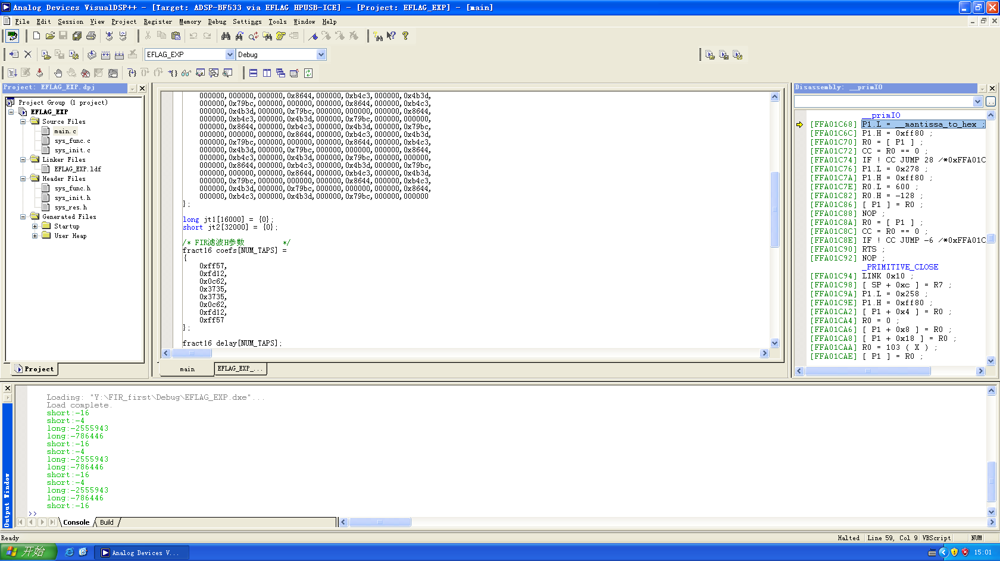 Analog Devices VisualDSP++ - [Target: ADSP-BF533 via EFLAG HPUSB-ICE] - [Project: EFLAG_EXP] - [main]
File Edit Session View Project Register Memory Debug Settings Tools Window Help
EFLAG_EXP Debug
Project: EFLAG_EXP.dpj
Project Group (1 project)
EFLAG_EXP
Source Files
main.c
sys_func.c
sys_init.c
Linker Files
EFLAG_EXP.ldf
Header Files
sys_func.h
sys_init.h
sys_res.h
Generated Files
Startup
User Heap
Project
000000,000000,000000,0x8644,000000,0xb4c3,000000,0x4b3d,
000000,0x79bc,000000,000000,000000,0x8644,000000,0xb4c3,
000000,0x4b3d,000000,0x79bc,000000,000000,000000,0x8644,
000000,0xb4c3,000000,0x4b3d,000000,0x79bc,000000,000000,
000000,0x8644,000000,0xb4c3,000000,0x4b3d,000000,0x79bc,
000000,000000,000000,0x8644,000000,0xb4c3,000000,0x4b3d,
000000,0x79bc,000000,000000,000000,0x8644,000000,0xb4c3,
000000,0x4b3d,000000,0x79bc,000000,000000,000000,0x8644,
000000,0xb4c3,000000,0x4b3d,000000,0x79bc,000000,000000,
000000,0x8644,000000,0xb4c3,000000,0x4b3d,000000,0x79bc,
000000,000000,000000,0x8644,000000,0xb4c3,000000,0x4b3d,
000000,0x79bc,000000,000000,000000,0x8644,000000,0xb4c3,
000000,0x4b3d,000000,0x79bc,000000,000000,000000,0x8644,
000000,0xb4c3,000000,0x4b3d,000000,0x79bc,000000,000000
};
long jt1[16000] = {0};
short jt2[32000] = {0};
/* FIR滤波H参数 */
fract16 coefs[NUM_TAPS] =
{
0xff57,
0xfd12,
0x0c62,
0x3735,
0x3735,
0x0c62,
0xfd12,
0xff57
};
fract16 delay[NUM_TAPS];
main EFLAG_EXP_...
Disassembly: __primIO
__primIO
[FFA01C68] P1.L = __mantissa_to_hex ;
[FFA01C6C] P1.H = 0xff80 ;
[FFA01C70] R0 = [ P1 ] ;
[FFA01C72] CC = R0 == 0 ;
[FFA01C74] IF ! CC JUMP 28 /*0xFFA01C
[FFA01C76] P1.L = 0x278 ;
[FFA01C7A] P1.H = 0xff80 ;
[FFA01C7E] R0.L = 600 ;
[FFA01C82] R0.H = -128 ;
[FFA01C86] [ P1 ] = R0 ;
[FFA01C88] NOP ;
[FFA01C8A] R0 = [ P1 ] ;
[FFA01C8C] CC = R0 == 0 ;
[FFA01C8E] IF ! CC JUMP -6 /*0xFFA01C
[FFA01C90] RTS ;
[FFA01C92] NOP ;
_PRIMITIVE_CLOSE
[FFA01C94] LINK 0x10 ;
[FFA01C98] [ SP + 0xc ] = R7 ;
[FFA01C9A] P1.L = 0x258 ;
[FFA01C9E] P1.H = 0xff80 ;
[FFA01CA2] [ P1 + 0x4 ] = R0 ;
[FFA01CA4] R0 = 0 ;
[FFA01CA6] [ P1 + 0x8 ] = R0 ;
[FFA01CA8] [ P1 + 0x18 ] = R0 ;
[FFA01CAA] R0 = 103 ( X ) ;
[FFA01CAE] [ P1 ] = R0 ;
Output Window
Loading: "Y:\FIR_first\Debug\EFLAG_EXP.dxe"...
Load complete.
short:-16
short:-4
long:-2555943
long:-786446
short:-16
short:-4
long:-2555943
long:-786446
short:-16
short:-4
long:-2555943
long:-786446
short:-16
>>
Console Build
Ready Halted Line 59, Col 9 VBScript NUM
开始 Analog Devices V... 15:01